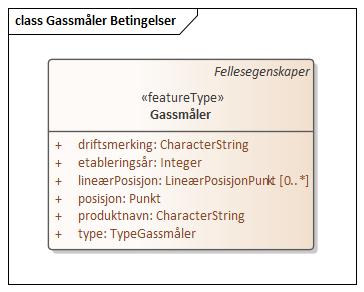 class Gassmåler Betingelser
Fellesegenskaper
«featureType»
Gassmåler
+ driftsmerking: CharacterString
+ etableringsår: Integer
+ lineærPosisjon: LineærPosisjonPunkt [0..*]
+ posisjon: Punkt
+ produktnavn: CharacterString
+ type: TypeGassmåler